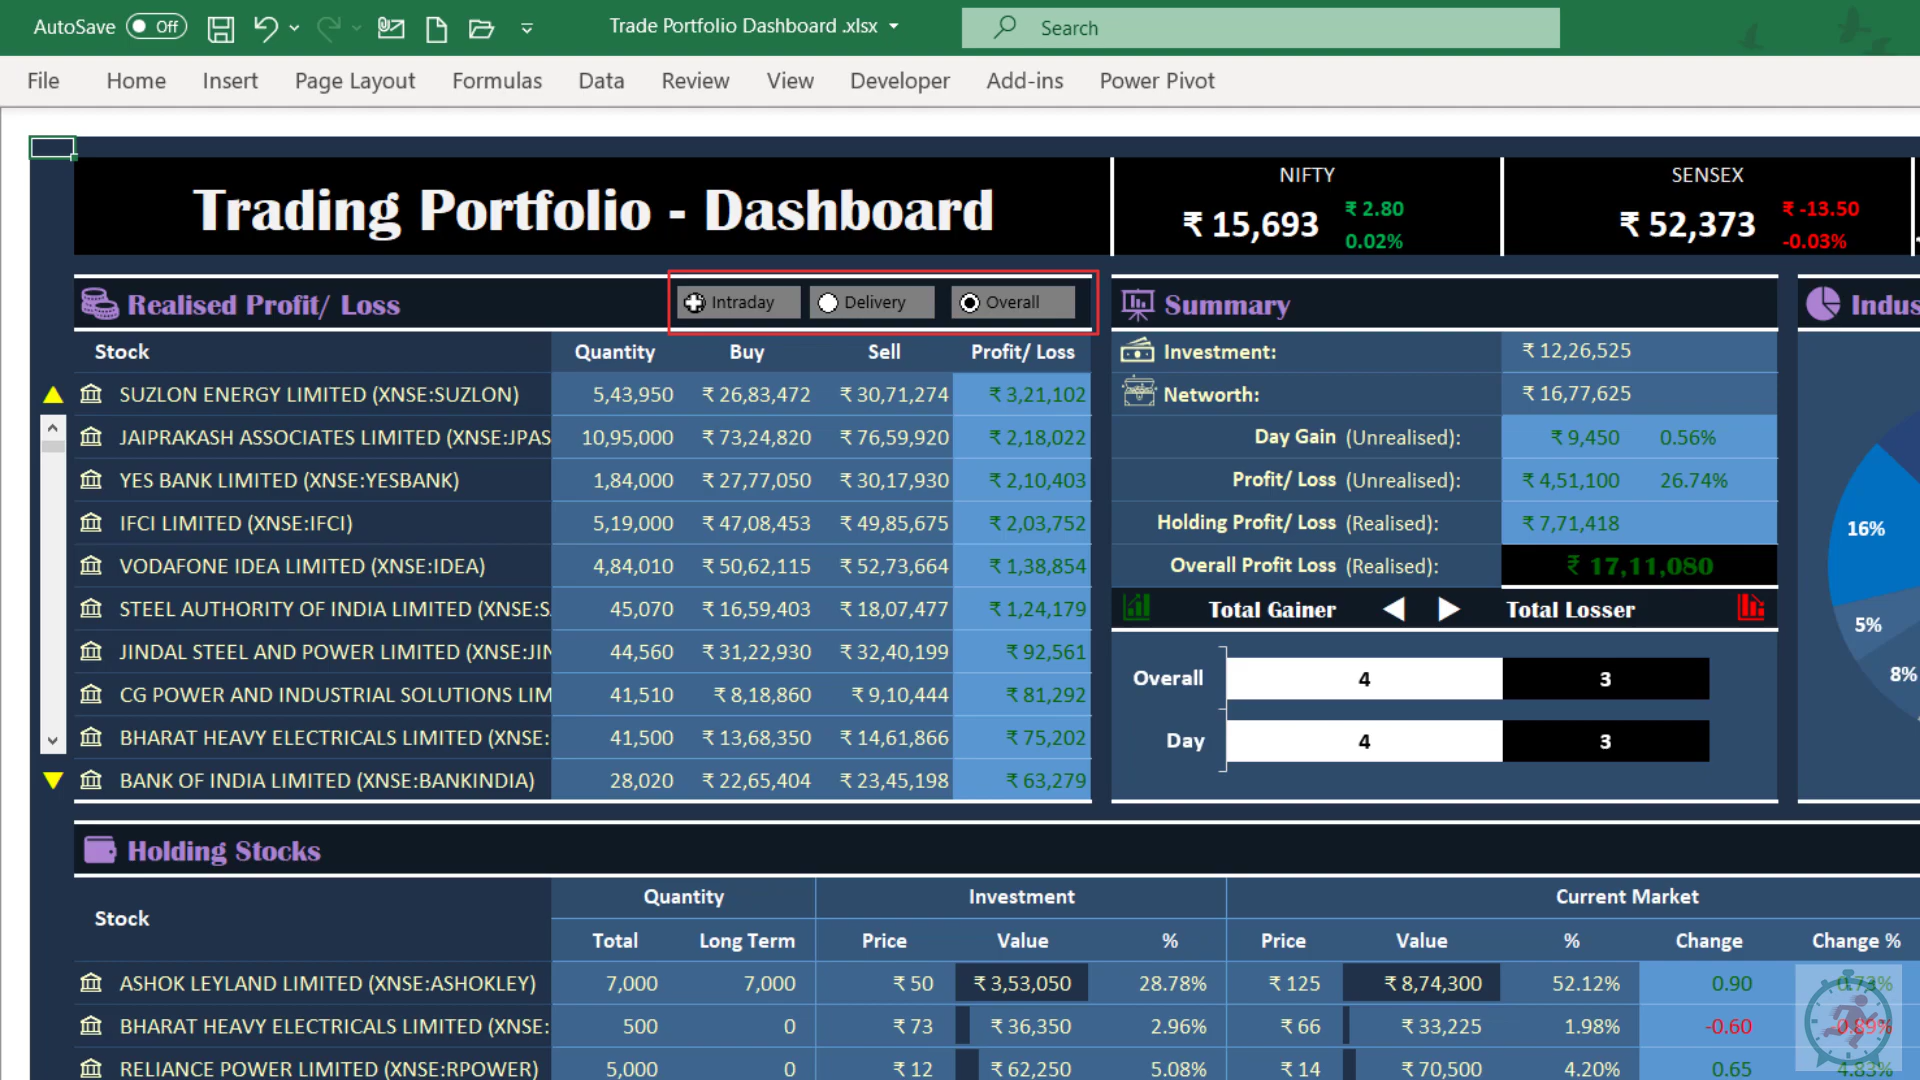 AutoSave Off Trade Portfolio Dashboard .xlsx Search
File Home Insert Page Layout Formulas Data Review View Developer Add-ins Power Pivot
Trading Portfolio - Dashboard
NIFTY
₹ 15,693 ₹ 2.80
0.02%
SENSEX
₹ 52,373 ₹ -13.50
-0.03%
Realised Profit/ Loss Intraday Delivery Overall
Stock Quantity Buy Sell Profit/ Loss
SUZLON ENERGY LIMITED (XNSE:SUZLON) 5,43,950 ₹ 26,83,472 ₹ 30,71,274 ₹ 3,21,102
JAIPRAKASH ASSOCIATES LIMITED (XNSE:JPAS 10,95,000 ₹ 73,24,820 ₹ 76,59,920 ₹ 2,18,022
YES BANK LIMITED (XNSE:YESBANK) 1,84,000 ₹ 27,77,050 ₹ 30,17,930 ₹ 2,10,403
IFCI LIMITED (XNSE:IFCI) 5,19,000 ₹ 47,08,453 ₹ 49,85,675 ₹ 2,03,752
VODAFONE IDEA LIMITED (XNSE:IDEA) 4,84,010 ₹ 50,62,115 ₹ 52,73,664 ₹ 1,38,854
STEEL AUTHORITY OF INDIA LIMITED (XNSE:S 45,070 ₹ 16,59,403 ₹ 18,07,477 ₹ 1,24,179
JINDAL STEEL AND POWER LIMITED (XNSE:JIN 44,560 ₹ 31,22,930 ₹ 32,40,199 ₹ 92,561
CG POWER AND INDUSTRIAL SOLUTIONS LIM 41,510 ₹ 8,18,860 ₹ 9,10,444 ₹ 81,292
BHARAT HEAVY ELECTRICALS LIMITED (XNSE: 41,500 ₹ 13,68,350 ₹ 14,61,866 ₹ 75,202
BANK OF INDIA LIMITED (XNSE:BANKINDIA) 28,020 ₹ 22,65,404 ₹ 23,45,198 ₹ 63,279
Summary
Investment: ₹ 12,26,525
Networth: ₹ 16,77,625
Day Gain (Unrealised): ₹ 9,450 0.56%
Profit/ Loss (Unrealised): ₹ 4,51,100 26.74%
Holding Profit/ Loss (Realised): ₹ 7,71,418
Overall Profit Loss (Realised): ₹ 17,11,080
Total Gainer Total Losser
Overall 4 3
Day 4 3
Indus
16%
5%
8%
Holding Stocks
Quantity Investment Current Market
Stock
Total Long Term Price Value % Price Value % Change Change %
ASHOK LEYLAND LIMITED (XNSE:ASHOKLEY) 7,000 7,000 ₹ 50 ₹ 3,53,050 28.78% ₹ 125 ₹ 8,74,300 52.12% 0.90 0.73%
BHARAT HEAVY ELECTRICALS LIMITED (XNSE: 500 0 ₹ 73 ₹ 36,350 2.96% ₹ 66 ₹ 33,225 1.98% -0.60 -0.89%
RELIANCE POWER LIMITED (XNSE:RPOWER) 5,000 0 ₹ 12 ₹ 62,250 5.08% ₹ 14 ₹ 70,500 4.20% 0.65 4.83%